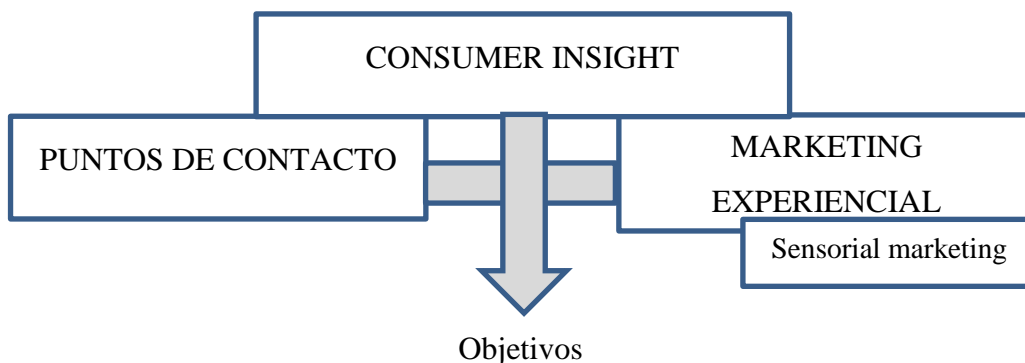 CONSUMER INSIGHT
PUNTOS DE CONTACTO
MARKETING
EXPERIENCIAL
Sensorial marketing
Objetivos